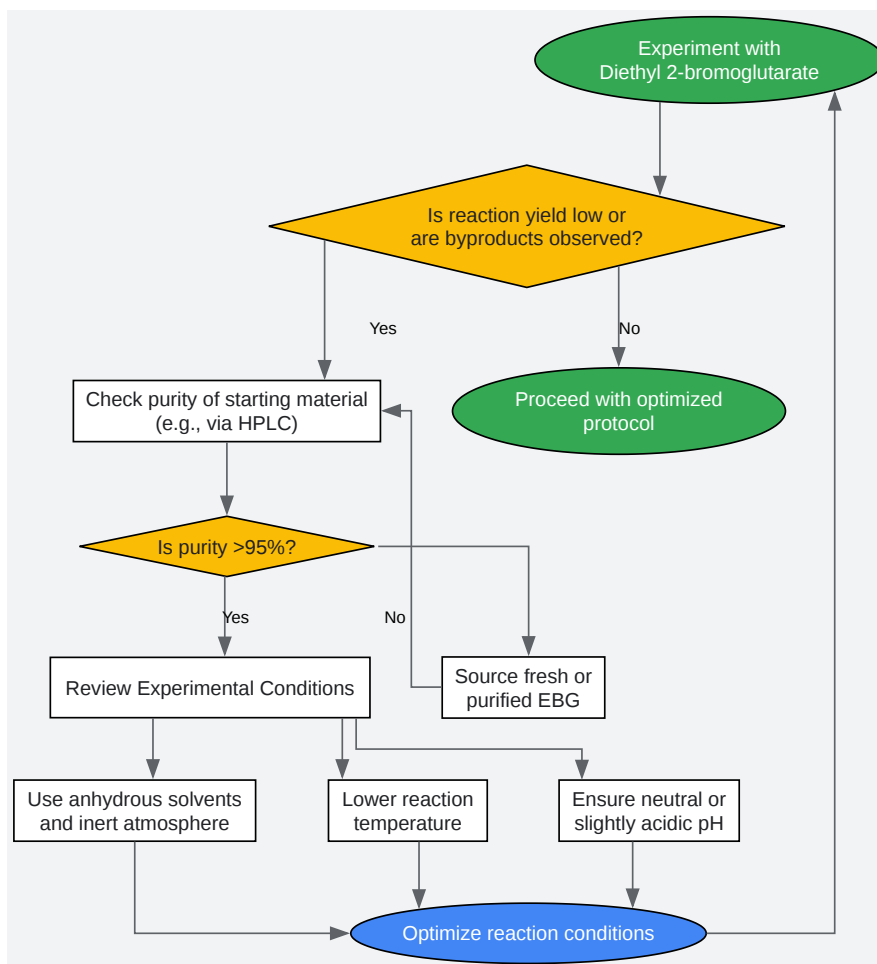 Experiment with
Diethyl 2-bromoglutarate
Is reaction yield low or
are byproducts observed?
Yes
No
Check purity of starting material
(e.g., via HPLC)
Proceed with optimized
protocol
Is purity >95%?
Yes
No
Review Experimental Conditions
Source fresh or
purified EBG
Use anhydrous solvents
and inert atmosphere
Lower reaction
temperature
Ensure neutral or
slightly acidic pH
Optimize reaction conditions